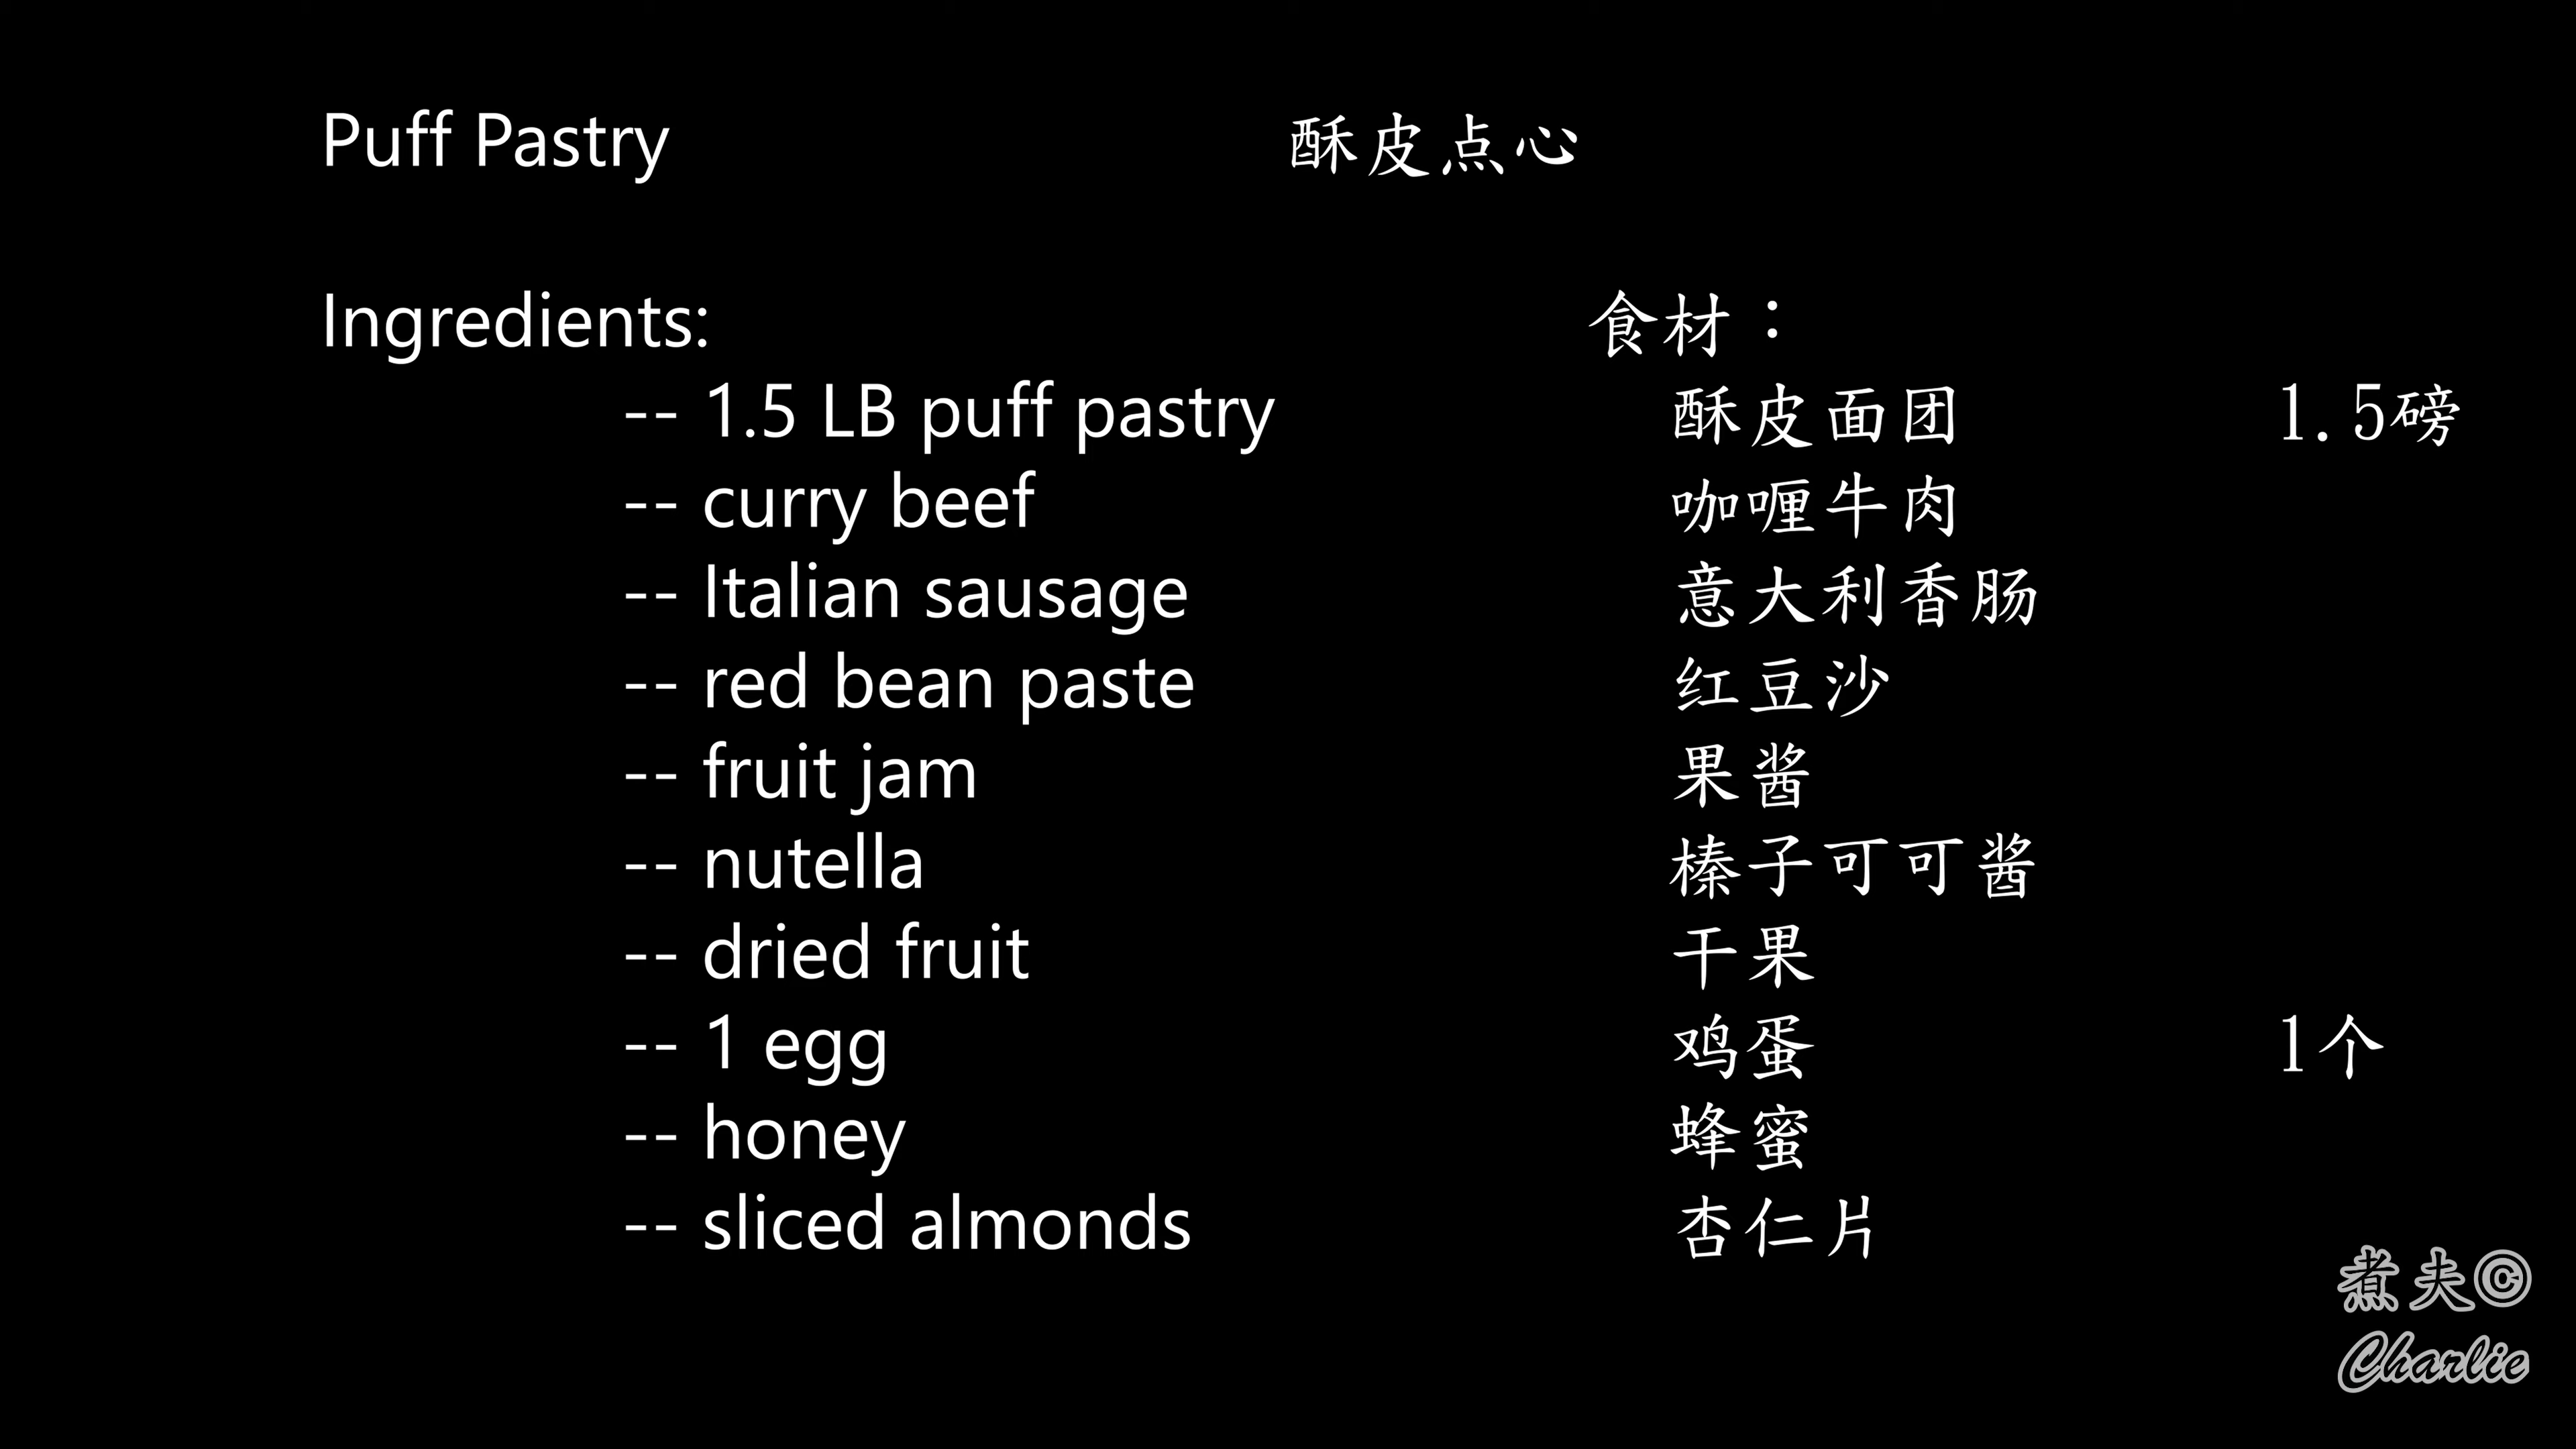 Puff Pastry 酥皮点心
Ingredients: 食材：
-- 1.5 LB puff pastry 酥皮面团 1.5磅
-- curry beef 咖喱牛肉
-- Italian sausage 意大利香肠
-- red bean paste 红豆沙
-- fruit jam 果酱
-- nutella 榛子可可酱
-- dried fruit 干果
-- 1 egg 鸡蛋 1个
-- honey 蜂蜜
-- sliced almonds 杏仁片
煮夫©
Charlie